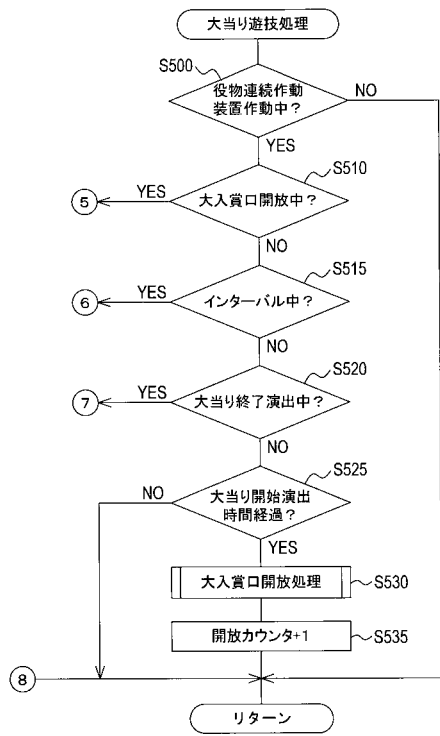 大当り遊技処理
S500
役物連続作動
装置作動中?
NO
YES
S510
大入賞口開放中?
YES
5
NO
S515
インターバル中?
YES
6
NO
S520
大当り終了演出中?
YES
7
NO
S525
大当り開始演出
時間経過?
NO
YES
大入賞口開放処理
S530
開放カウンタ+1
S535
8
リターン